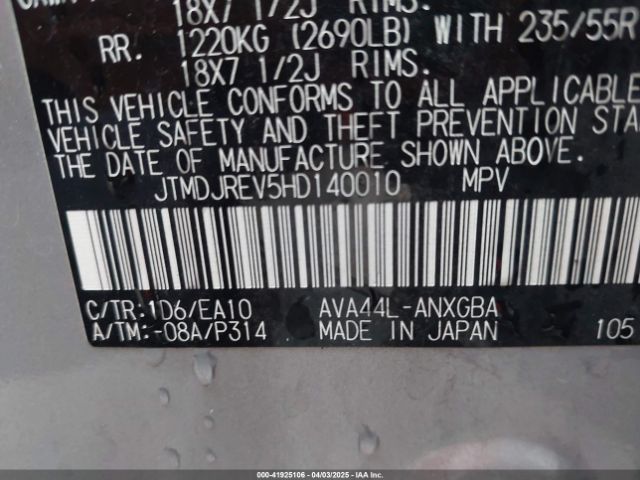 18X7 1/2J RIMS.
RR. 1220KG (2690LB) WITH 235/55R
18X7 1/2J RIMS.
THIS VEHICLE CONFORMS TO ALL APPLICABLE
VEHICLE SAFETY AND THEFT PREVENTION STA
THE DATE OF MANUFACTURE SHOWN ABOVE.
JTMDJREV5HD140010 MPV
C/TR:1D6/EA10 AVA44L-ANXGBA
A/TM:-08A/P314 MADE IN JAPAN 105
000-41925106 - 04/03/2025 - IAAI.COM